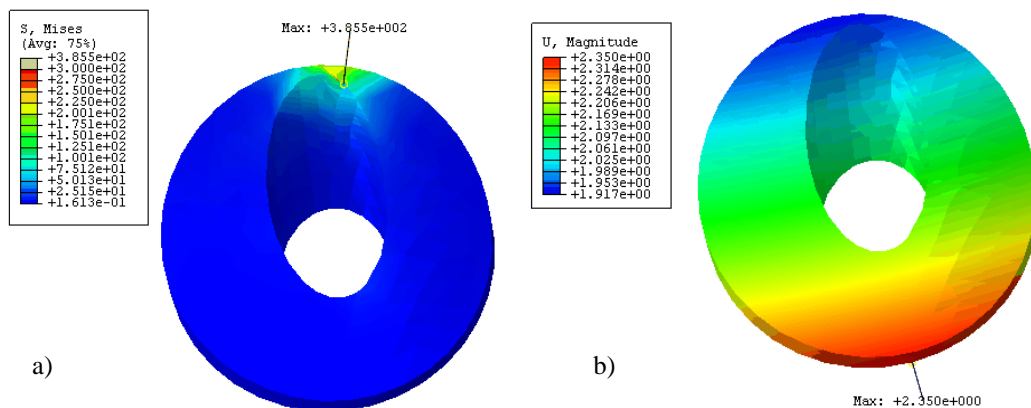 S, Mises
(Avg: 75%)
+3.855e+02
+3.000e+02
+2.750e+02
+2.500e+02
+2.250e+02
+2.001e+02
+1.751e+02
+1.501e+02
+1.251e+02
+1.001e+02
+7.512e+01
+5.013e+01
+2.515e+01
+1.613e-01
Max: +3.855e+002
a)
U, Magnitude
+2.350e+00
+2.314e+00
+2.278e+00
+2.242e+00
+2.206e+00
+2.169e+00
+2.133e+00
+2.097e+00
+2.061e+00
+2.025e+00
+1.989e+00
+1.953e+00
+1.917e+00
b)
Max: +2.350e+000